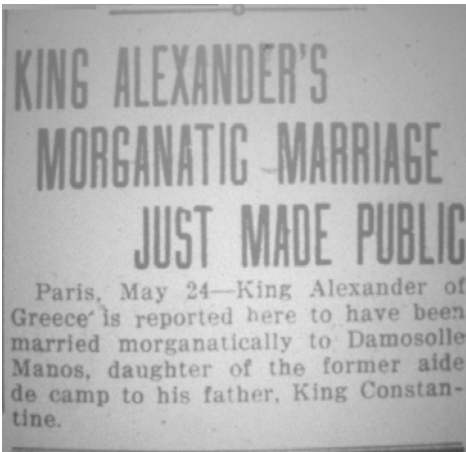 KING ALEXANDER'S
MORGANATIC MARRIAGE
JUST MADE PUBLIC
Paris, May 24—King Alexander of
Greece is reported here to have been
married morganatically to Damosolle
Manos, daughter of the former aide
de camp to his father, King Constan-
tine.